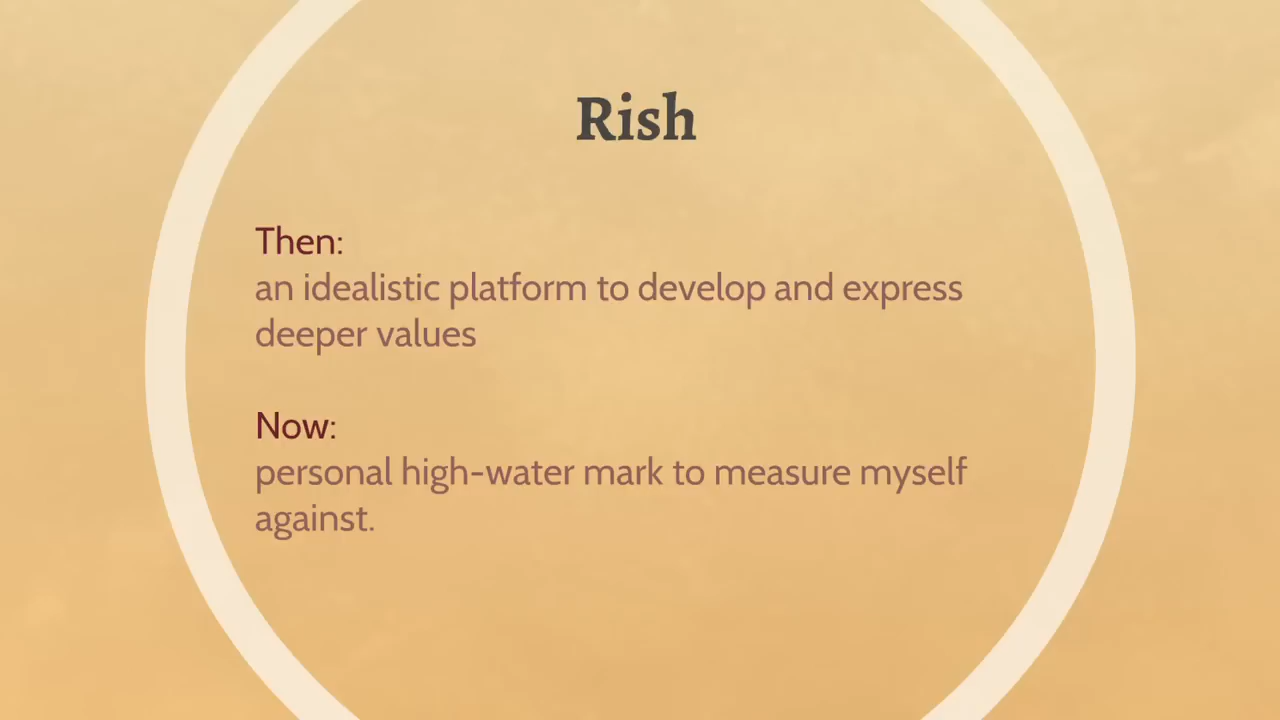 Rish
Then:
an idealistic platform to develop and express
deeper values
Now:
personal high-water mark to measure myself
against.